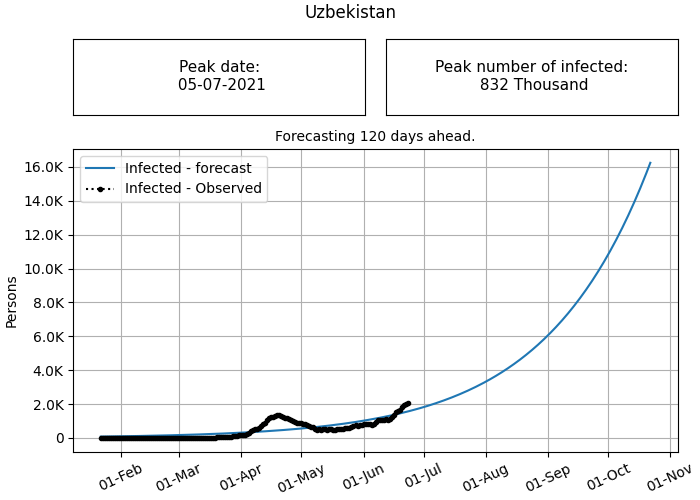 Uzbekistan
Peak date:
05-07-2021
Peak number of infected:
832 Thousand
Forecasting 120 days ahead.
Infected - forecast
Infected - Observed
16.0K
14.0K
12.0K
10.0K
8.0K
6.0K
4.0K
2.0K
0
Persons
01-Feb
01-Mar
01-Apr
01-May
01-Jun
01-Jul
01-Aug
01-Sep
01-Oct
01-Nov